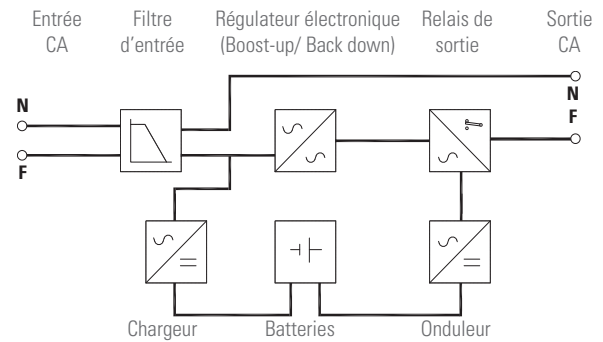 Entrée
CA
Filtre
d'entrée
Régulateur électronique
(Boost-up/ Back down)
Relais de
sortie
Sortie
CA
N
F
N
F
Chargeur
Batteries
Onduleur